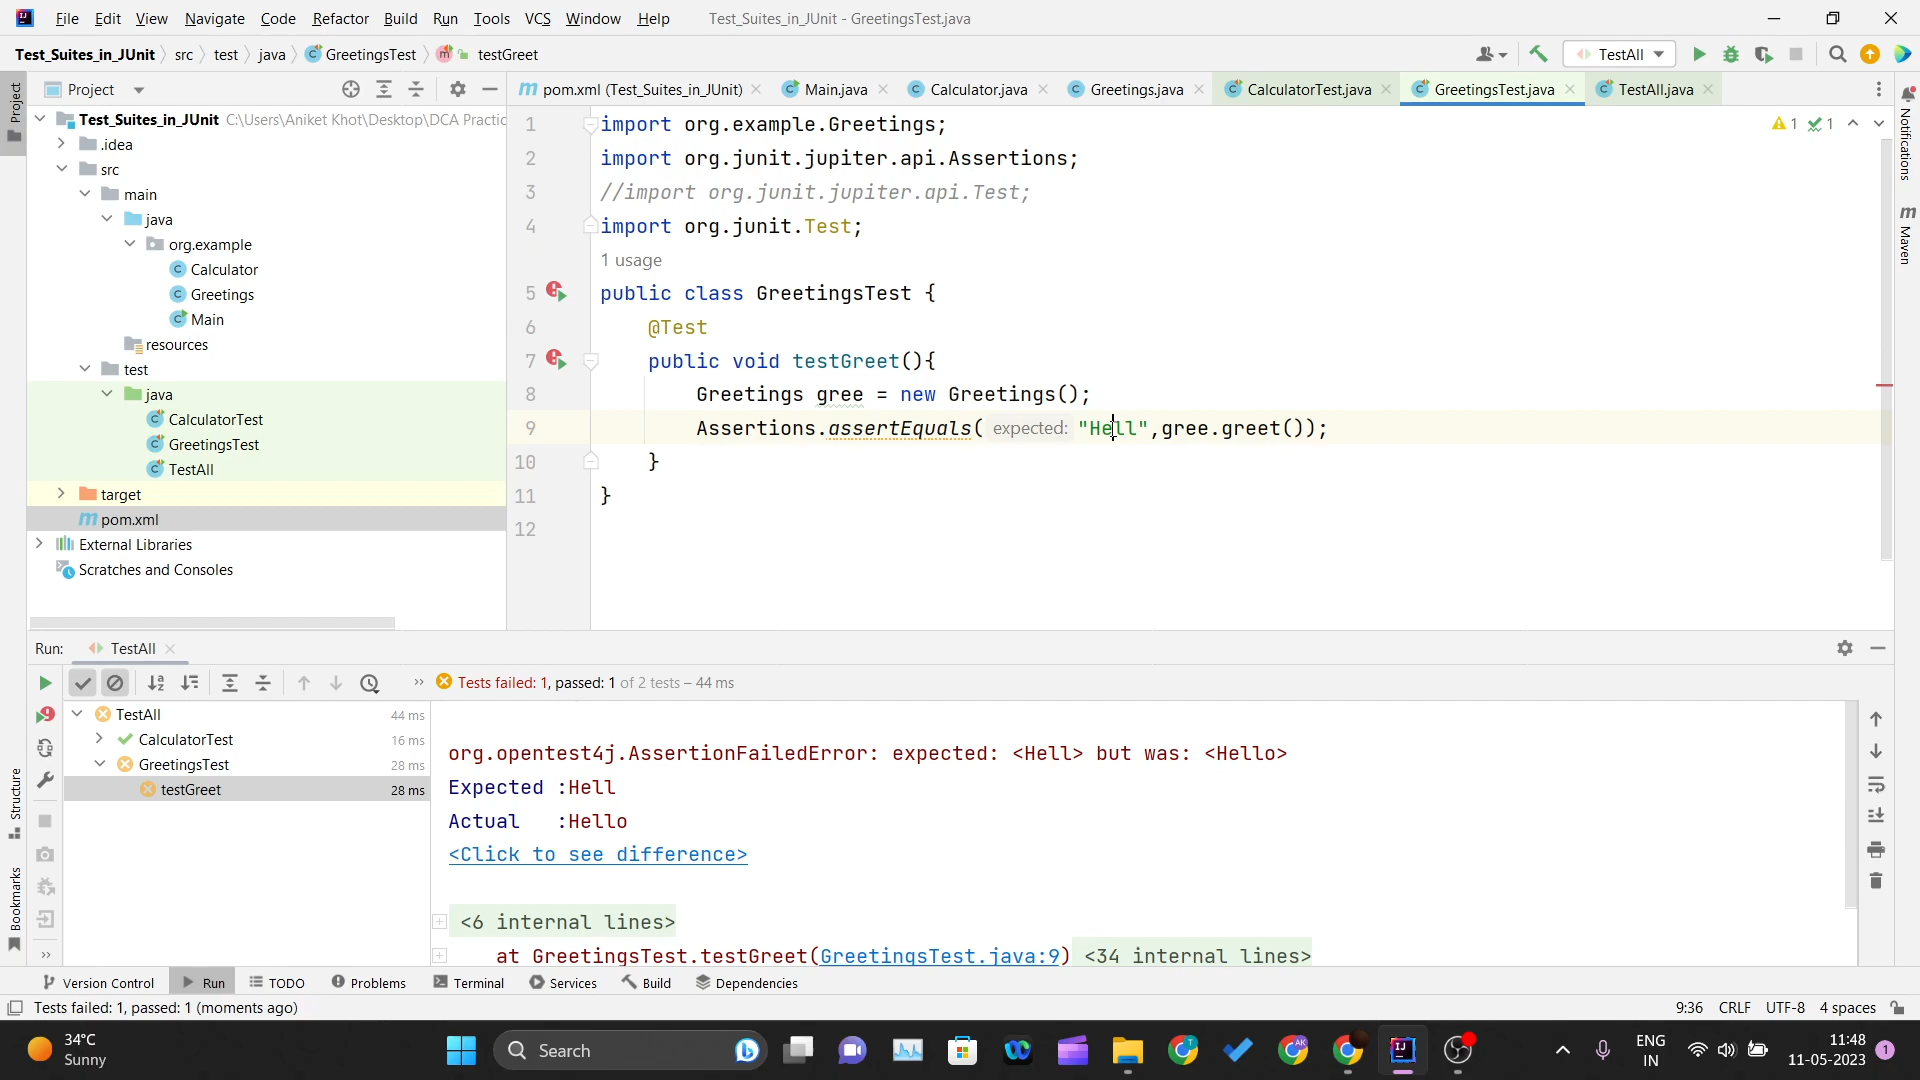 File Edit View Navigate Code Refactor Build Run Tools VCS Window Help Test_Suites_in_JUnit - GreetingsTest.java
Test_Suites_in_JUnit src test java GreetingsTest testGreet TestAll
Project
Project
pom.xml (Test_Suites_in_JUnit) Main.java Calculator.java Greetings.java CalculatorTest.java GreetingsTest.java TestAll.java
Test_Suites_in_JUnit C:\Users\Aniket Khot\Desktop\DCA Practic
.idea
src
main
java
org.example
Calculator
Greetings
Main
resources
test
java
CalculatorTest
GreetingsTest
TestAll
target
pom.xml
External Libraries
Scratches and Consoles
1 import org.example.Greetings;
2 import org.junit.jupiter.api.Assertions;
3 //import org.junit.jupiter.api.Test;
4 import org.junit.Test;
1 usage
5 public class GreetingsTest {
6 @Test
7 public void testGreet(){
8 Greetings gree = new Greetings();
9 Assertions.assertEquals( expected: "Hell",gree.greet());
10 }
11 }
12
1 1
Notifications
Maven
Run: TestAll
Tests failed: 1, passed: 1 of 2 tests – 44 ms
TestAll 44 ms
CalculatorTest 16 ms
GreetingsTest 28 ms
testGreet 28 ms
org.opentest4j.AssertionFailedError: expected: <Hell> but was: <Hello>
Expected :Hell
Actual :Hello
<Click to see difference>
<6 internal lines>
at GreetingsTest.testGreet(GreetingsTest.java:9) <34 internal lines>
Structure
Bookmarks
Version Control Run TODO Problems Terminal Services Build Dependencies
Tests failed: 1, passed: 1 (moments ago) 9:36 CRLF UTF-8 4 spaces
34°C
Sunny
Search
ENG
IN
11:48
11-05-2023
1